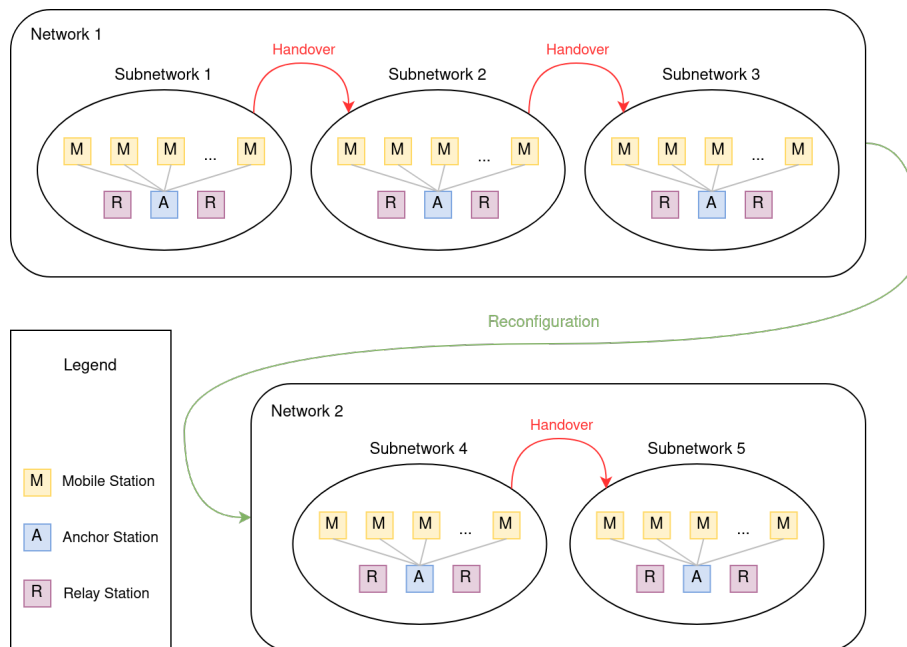 Network 1
Handover
Handover
Subnetwork 1
Subnetwork 2
Subnetwork 3
M M M ... M
M M M ... M
M M M ... M
R A R
R A R
R A R
Reconfiguration
Legend
M Mobile Station
A Anchor Station
R Relay Station
Network 2
Handover
Subnetwork 4
Subnetwork 5
M M M ... M
M M M ... M
R A R
R A R